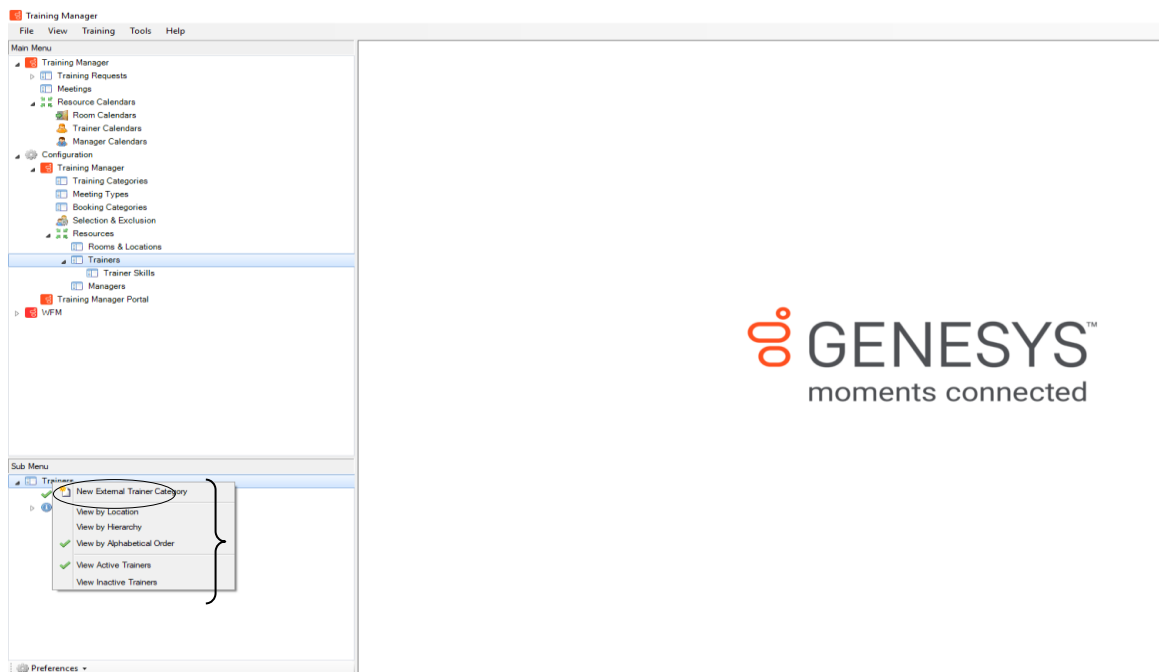 Training Manager
File View Training Tools Help
Main Menu
Training Manager
Training Requests
Meetings
Resource Calendars
Room Calendars
Trainer Calendars
Manager Calendars
Configuration
Training Manager
Training Categories
Meeting Types
Booking Categories
Selection & Exclusion
Resources
Rooms & Locations
Trainers
Trainer Skills
Managers
Training Manager Portal
WFM
GENESYS™
moments connected
Sub Menu
Trainers
New External Trainer Category
View by Location
View by Hierarchy
View by Alphabetical Order
View Active Trainers
View Inactive Trainers
Preferences